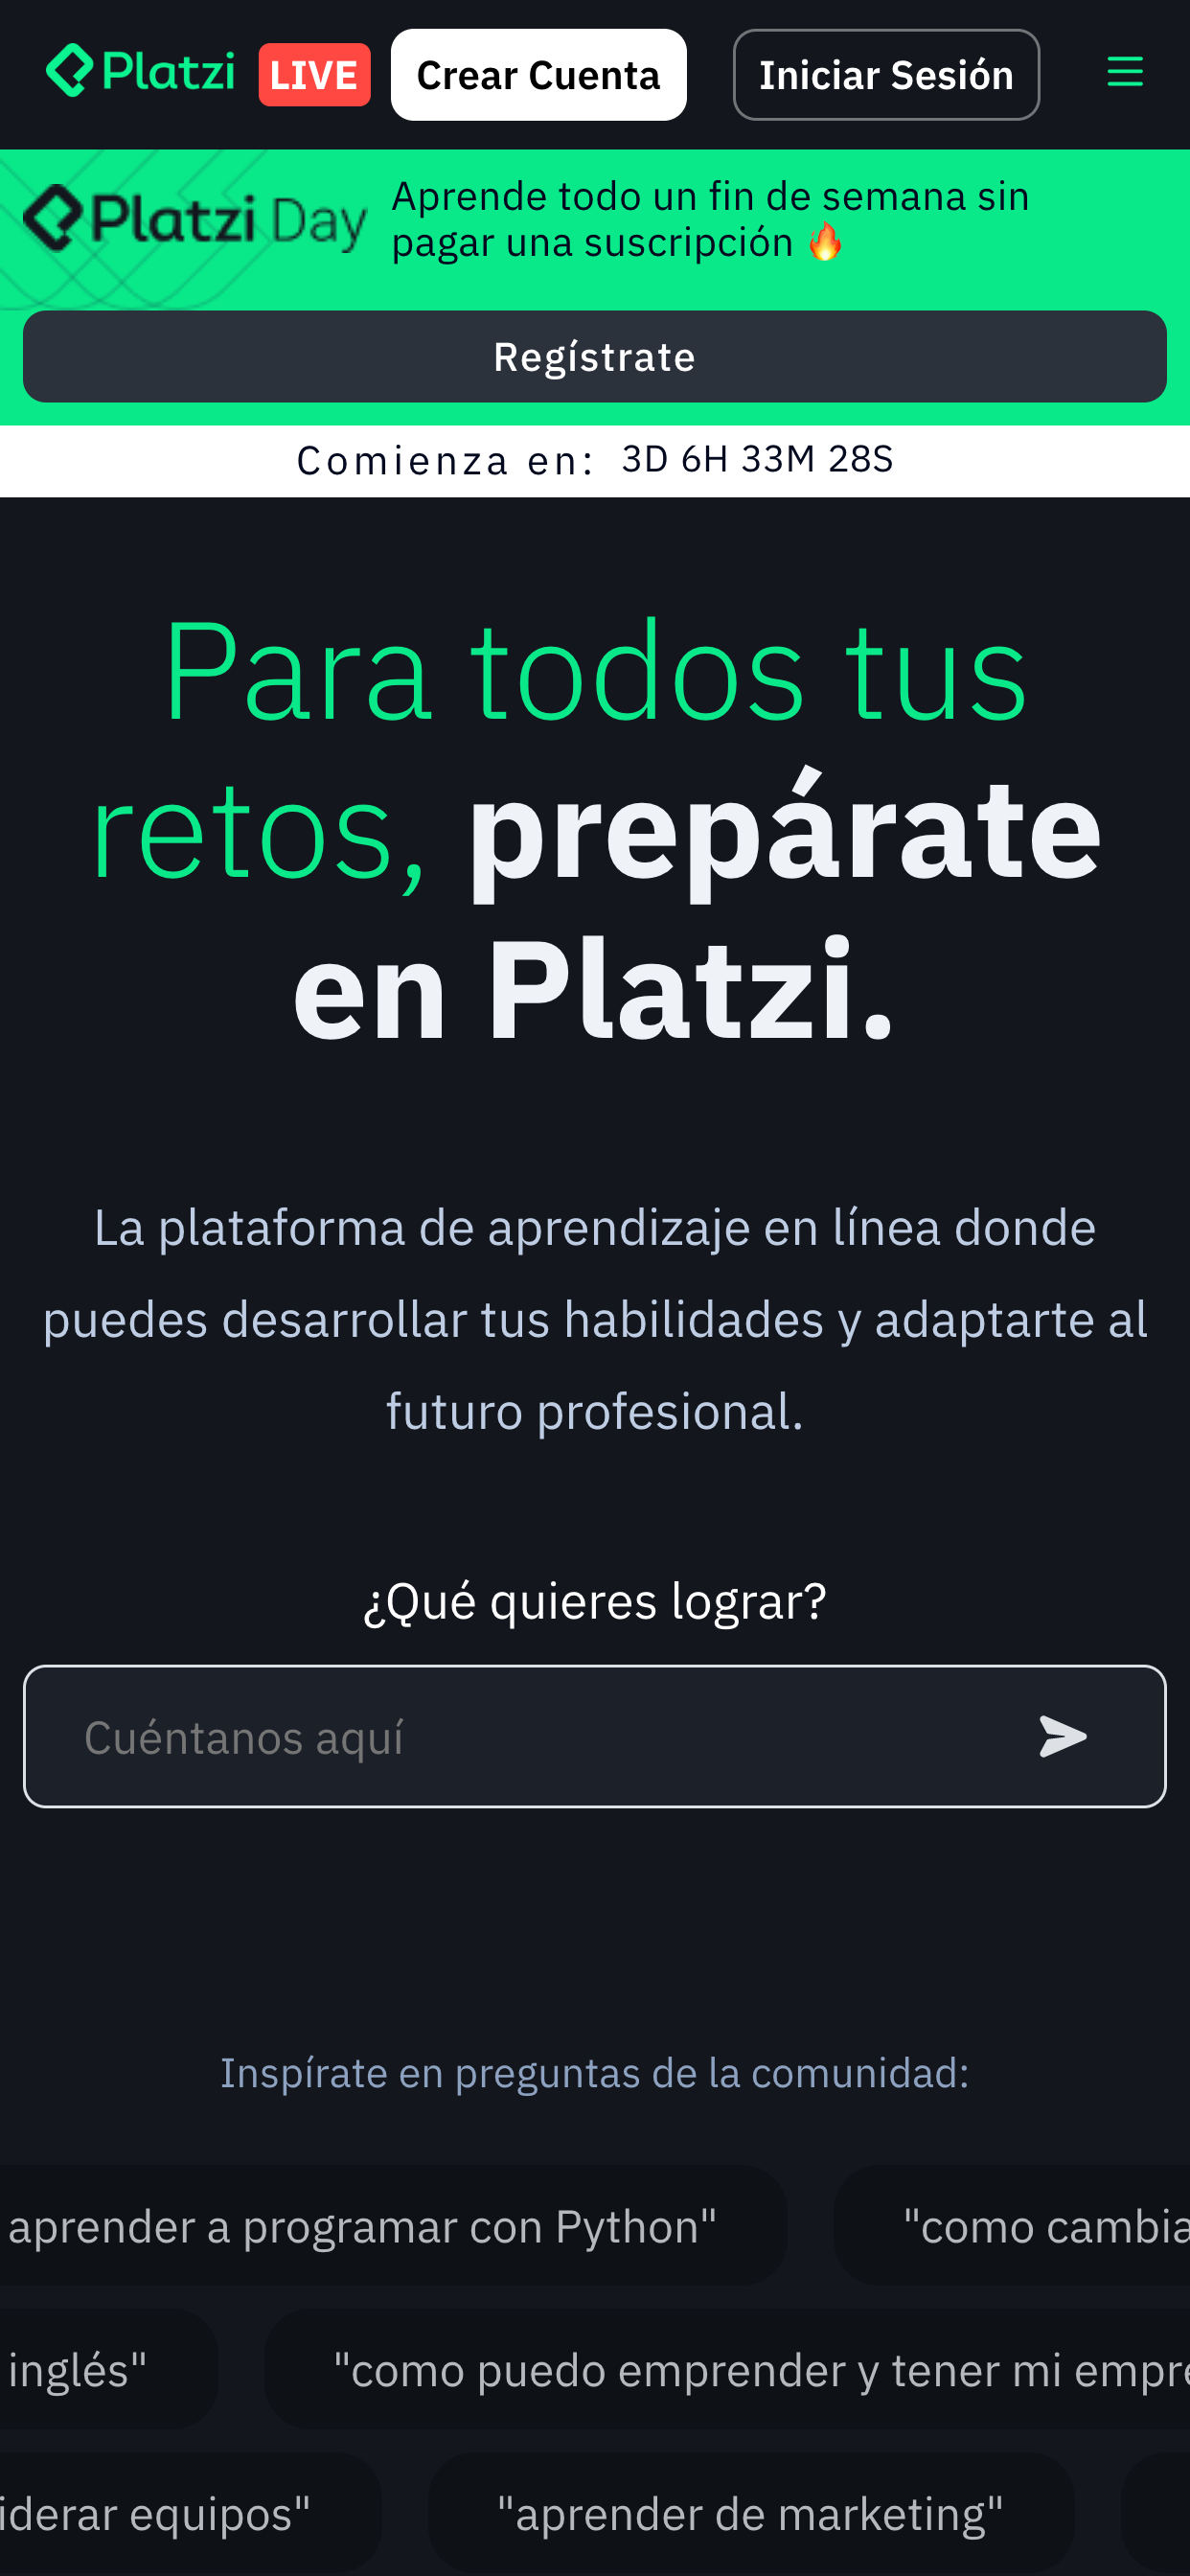 Platzi LIVE Crear Cuenta Iniciar Sesión
Platzi Day
Aprende todo un fin de semana sin
pagar una suscripción 🔥
Regístrate
Comienza en: 3D 6H 33M 28S
Para todos tus
retos, prepárate
en Platzi.
La plataforma de aprendizaje en línea donde
puedes desarrollar tus habilidades y adaptarte al
futuro profesional.
¿Qué quieres lograr?
Cuéntanos aquí
Inspírate en preguntas de la comunidad:
aprender a programar con Python" "como cambia
inglés" "como puedo emprender y tener mi empre
iderar equipos" "aprender de marketing"